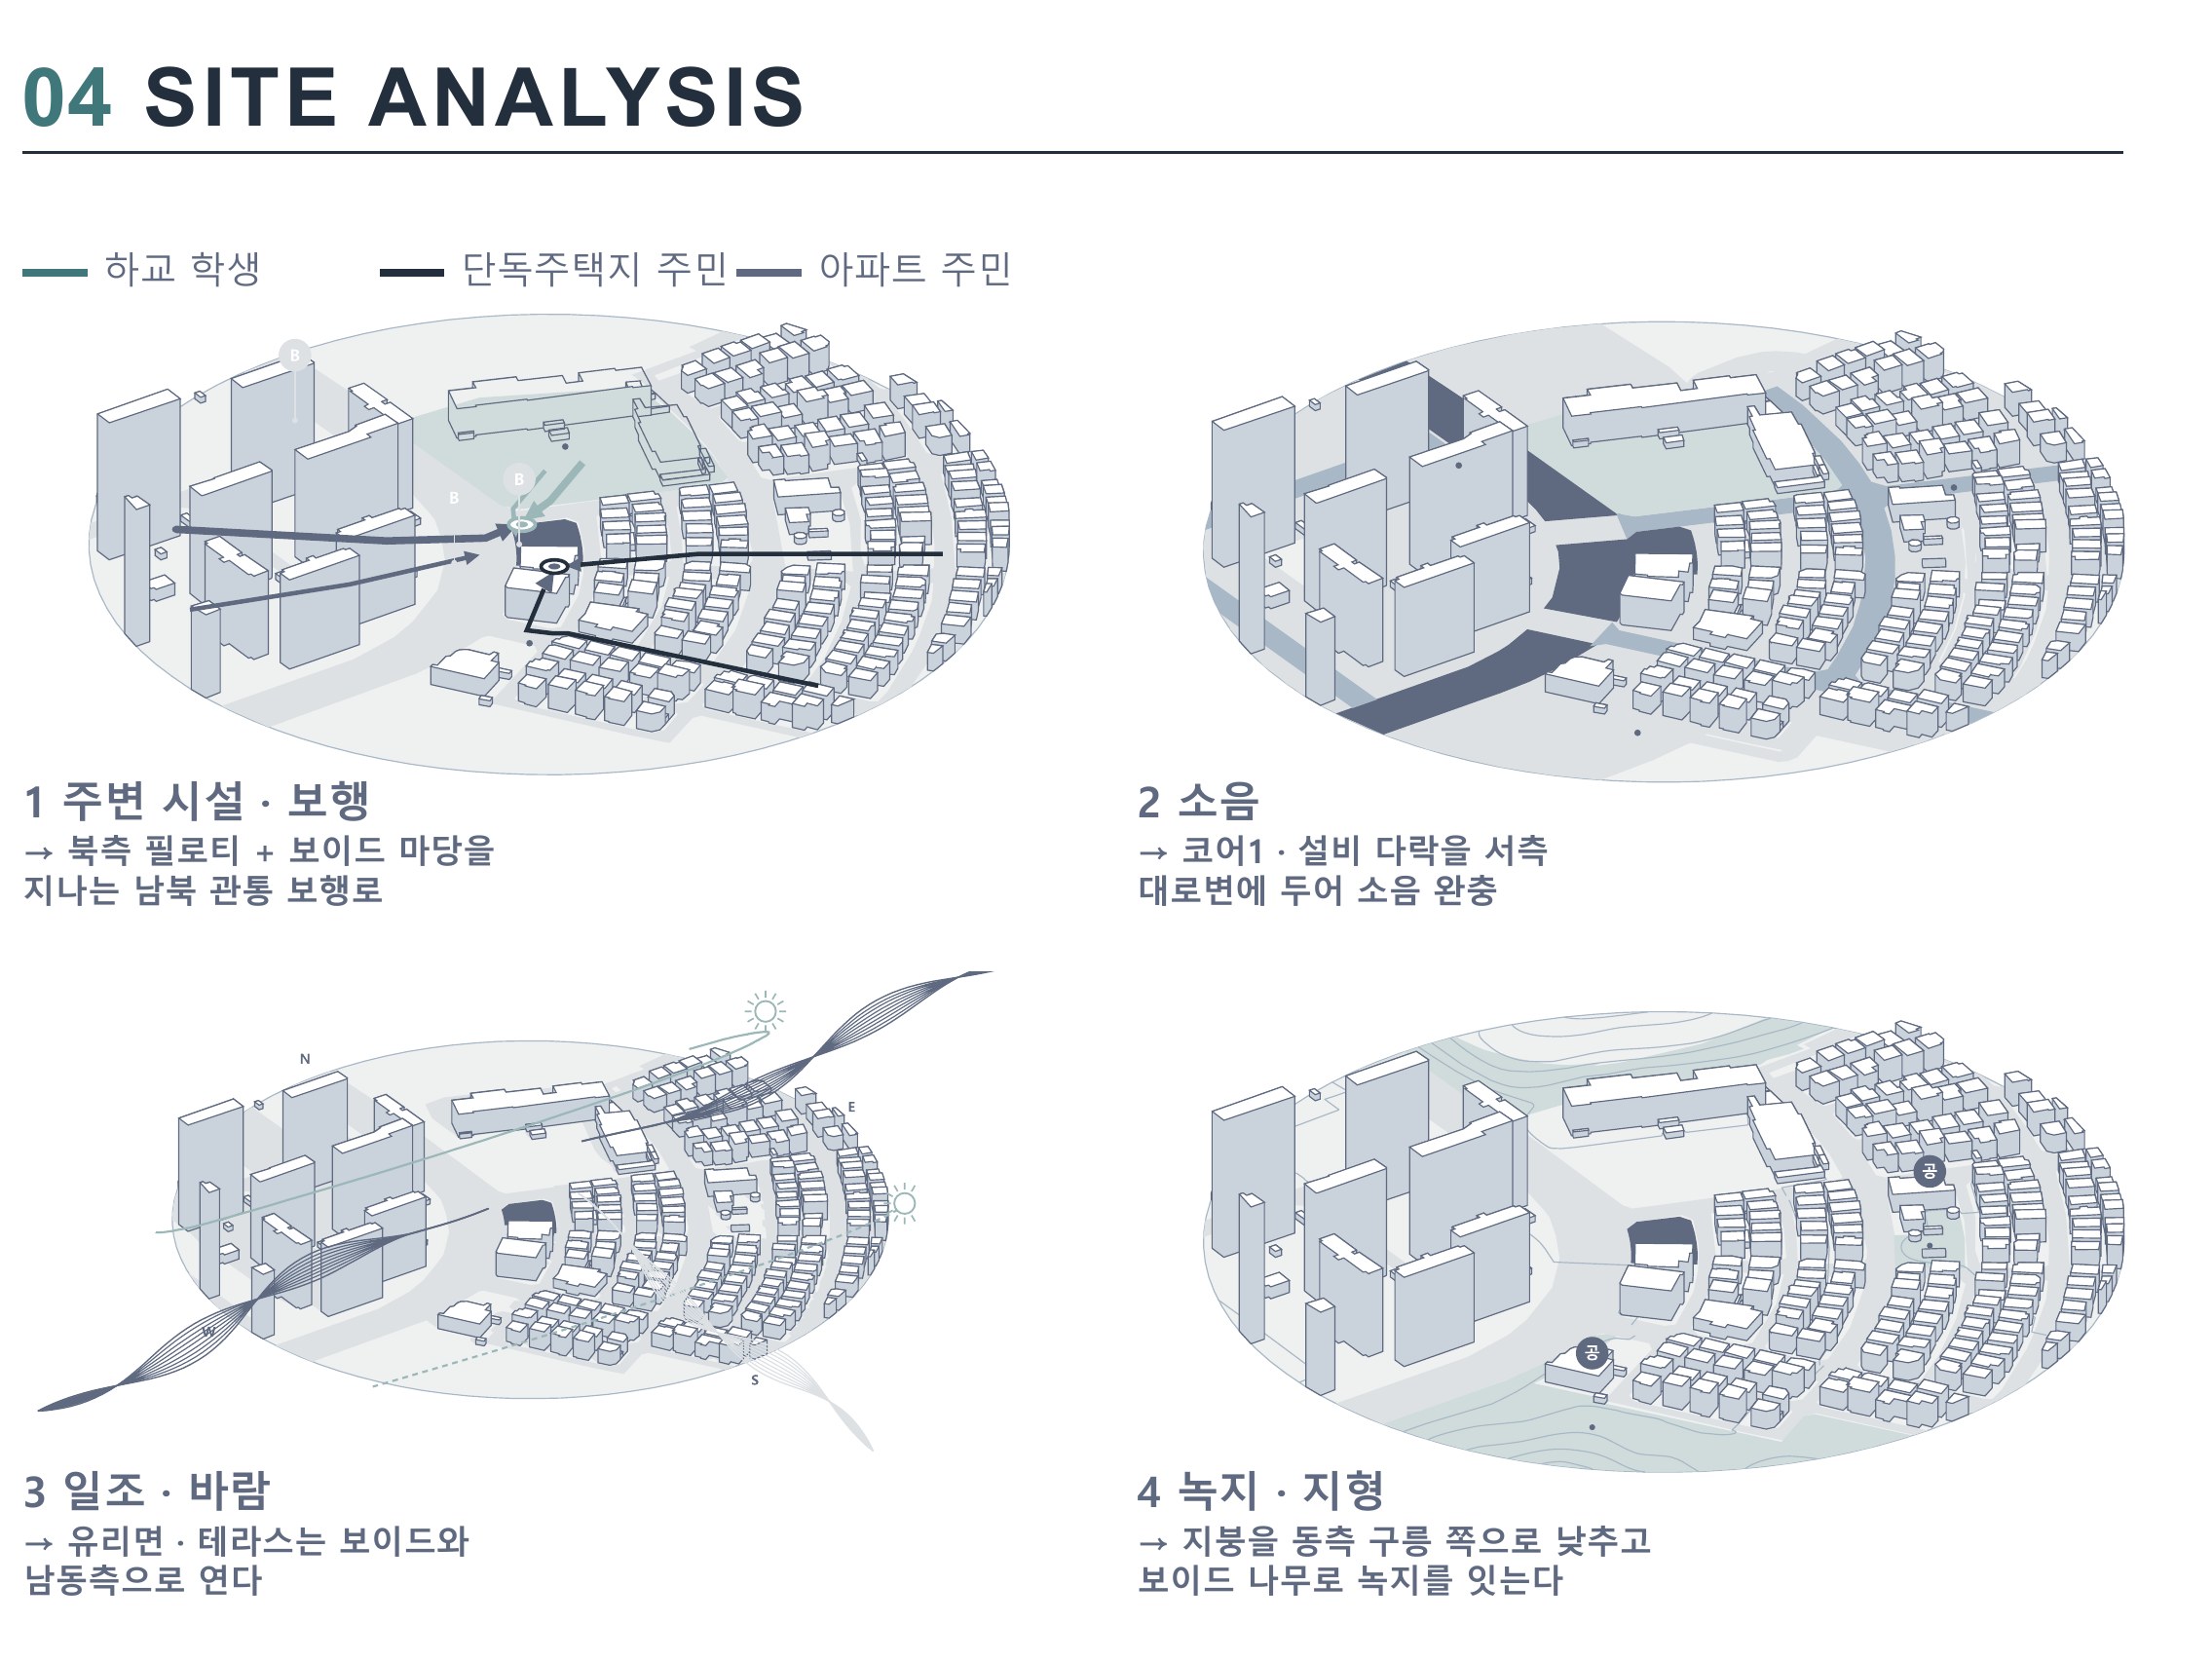 04 SITE ANALYSIS
하교 학생
단독주택지 주민
아파트 주민
B
B
B
1 주변 시설 · 보행
→ 북측 필로티 + 보이드 마당을
지나는 남북 관통 보행로
2 소음
→ 코어1 · 설비 다락을 서측
대로변에 두어 소음 완충
N
E
W
S
3 일조 · 바람
→ 유리면 · 테라스는 보이드와
남동측으로 연다
공
공
4 녹지 · 지형
→ 지붕을 동측 구릉 쪽으로 낮추고
보이드 나무로 녹지를 잇는다